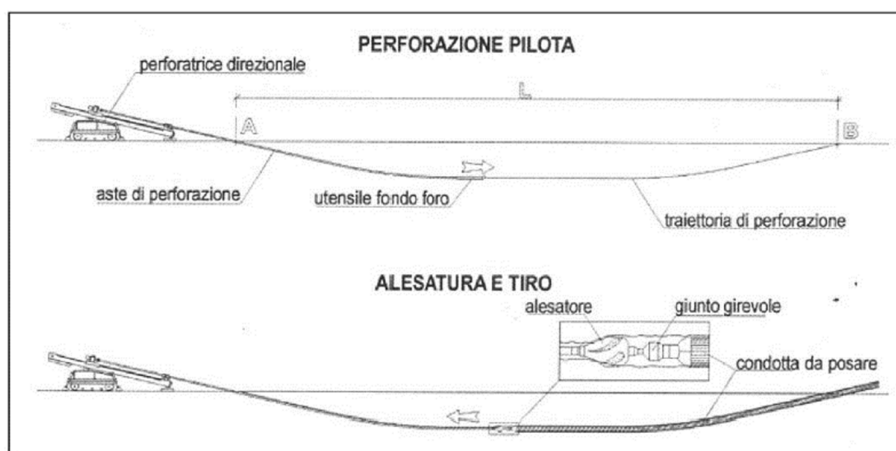 PERFORAZIONE PILOTA
perforatrice direzionale
L
A
B
aste di perforazione
utensile fondo foro
traiettoria di perforazione
ALESATURA E TIRO
alesatore
giunto girevole
condotta da posare